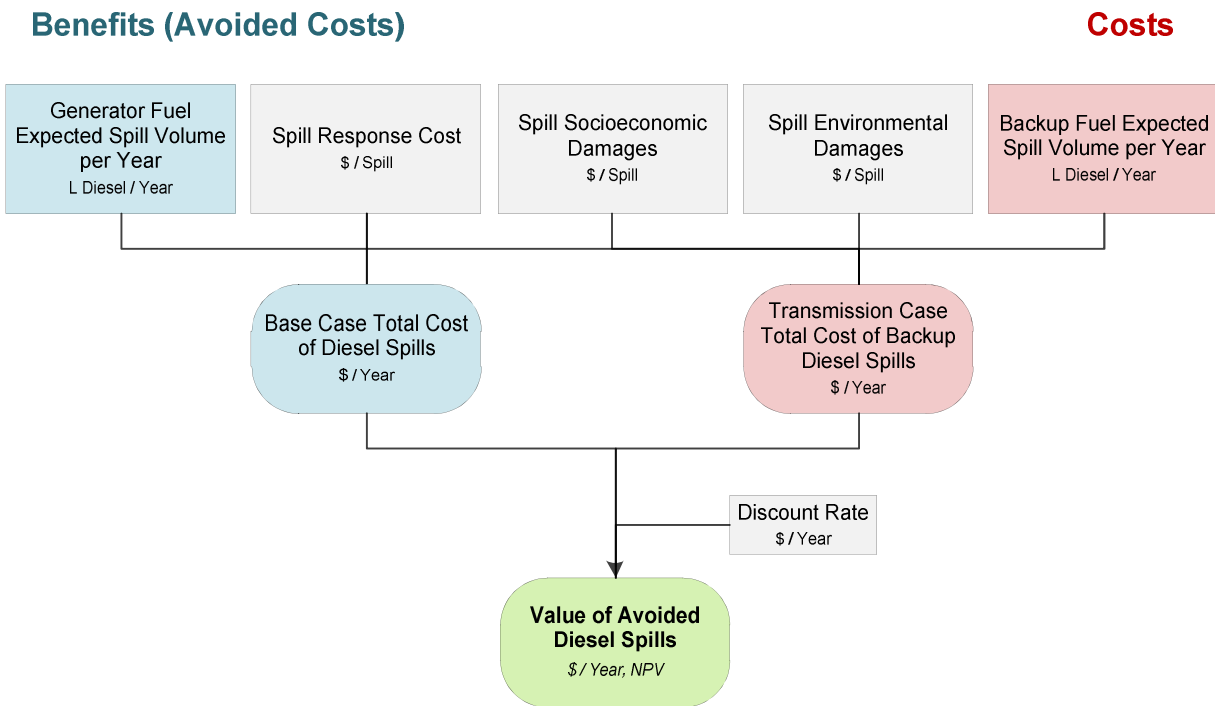 Benefits (Avoided Costs)
Costs
Generator Fuel
Expected Spill Volume
per Year
L Diesel / Year
Spill Response Cost
$ / Spill
Spill Socioeconomic
Damages
$ / Spill
Spill Environmental
Damages
$ / Spill
Backup Fuel Expected
Spill Volume per Year
L Diesel / Year
Base Case Total Cost
of Diesel Spills
$ / Year
Transmission Case
Total Cost of Backup
Diesel Spills
$ / Year
Discount Rate
$ / Year
Value of Avoided
Diesel Spills
$ / Year, NPV